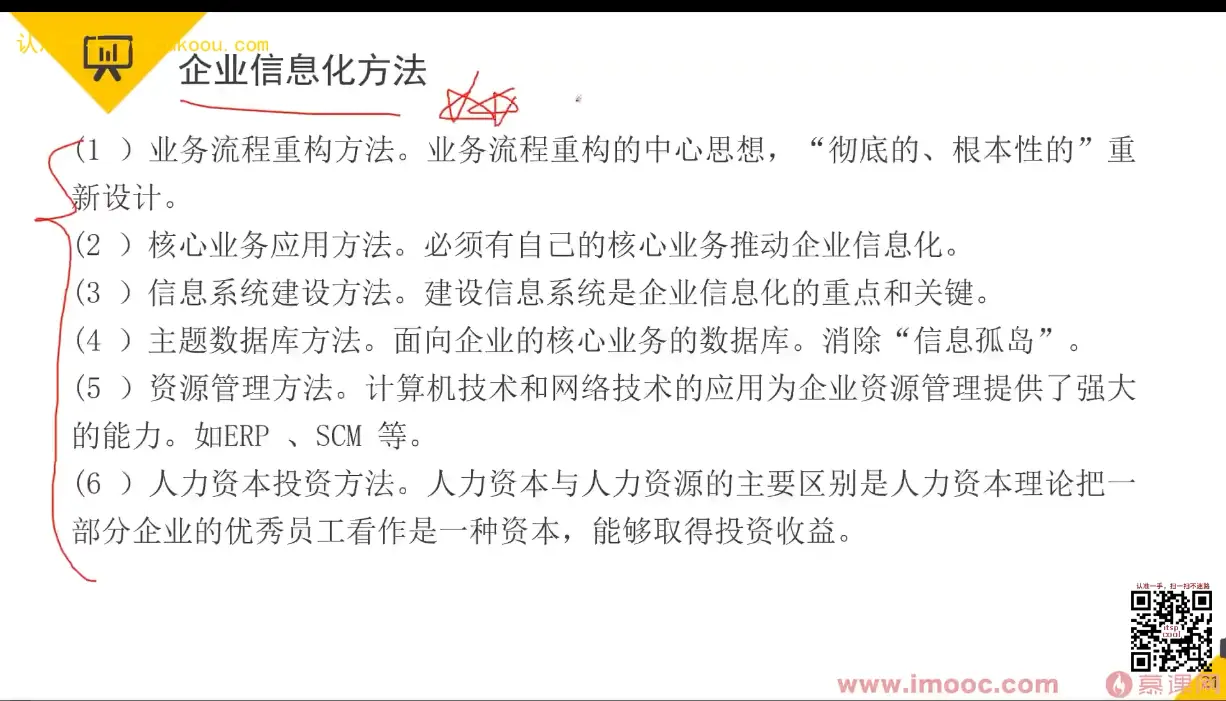 koou.com
企业信息化方法
(1 ）业务流程重构方法。业务流程重构的中心思想，“彻底的、根本性的”重
新设计。
(2 ）核心业务应用方法。必须有自己的核心业务推动企业信息化。
(3 ）信息系统建设方法。建设信息系统是企业信息化的重点和关键。
(4 ）主题数据库方法。面向企业的核心业务的数据库。消除“信息孤岛”。
(5 ）资源管理方法。计算机技术和网络技术的应用为企业资源管理提供了强大
的能力。如ERP 、SCM 等。
(6 ）人力资本投资方法。人力资本与人力资源的主要区别是人力资本理论把一
部分企业的优秀员工看作是一种资本，能够取得投资收益。
认准一手，扫一扫不迷路
itsp
cool
www.imooc.com
慕课
21